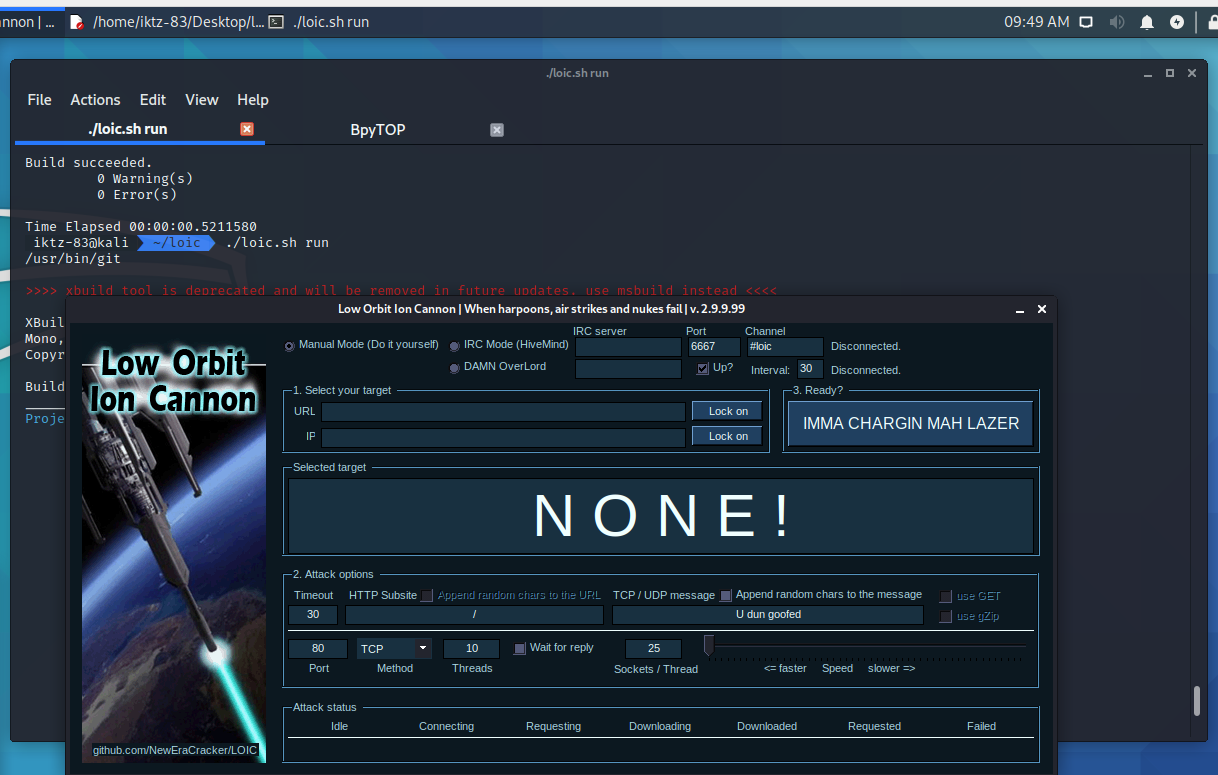 annon | ...
/home/iktz-83/Desktop/l...
./loic.sh run
09:49 AM
./loic.sh run
File Actions Edit View Help
./loic.sh run
BpyTOP
Build succeeded.
0 Warning(s)
0 Error(s)
Time Elapsed 00:00:00.5211580
iktz-83@kali ~/loic ./loic.sh run
/usr/bin/git
>>>> xbuild tool is deprecated and will be removed in future updates, use msbuild instead <<<<
XBuil
Mono,
Copyr
Build
Proje
Low Orbit Ion Cannon | When harpoons, air strikes and nukes fail | v. 2.9.9.99
Low Orbit
Ion Cannon
github.com/NewEraCracker/LOIC
IRC server Port Channel
Manual Mode (Do it yourself) IRC Mode (HiveMind) 6667 #loic Disconnected.
DAMN OverLord Up? Interval: 30 Disconnected.
1. Select your target
URL Lock on
IP Lock on
3. Ready?
IMMA CHARGIN MAH LAZER
Selected target
N O N E !
2. Attack options
Timeout HTTP Subsite Append random chars to the URL TCP / UDP message Append random chars to the message use GET
30 / U dun goofed use gZip
80 TCP 10 Wait for reply 25
Port Method Threads Sockets / Thread <= faster Speed slower =>
Attack status
Idle Connecting Requesting Downloading Downloaded Requested Failed